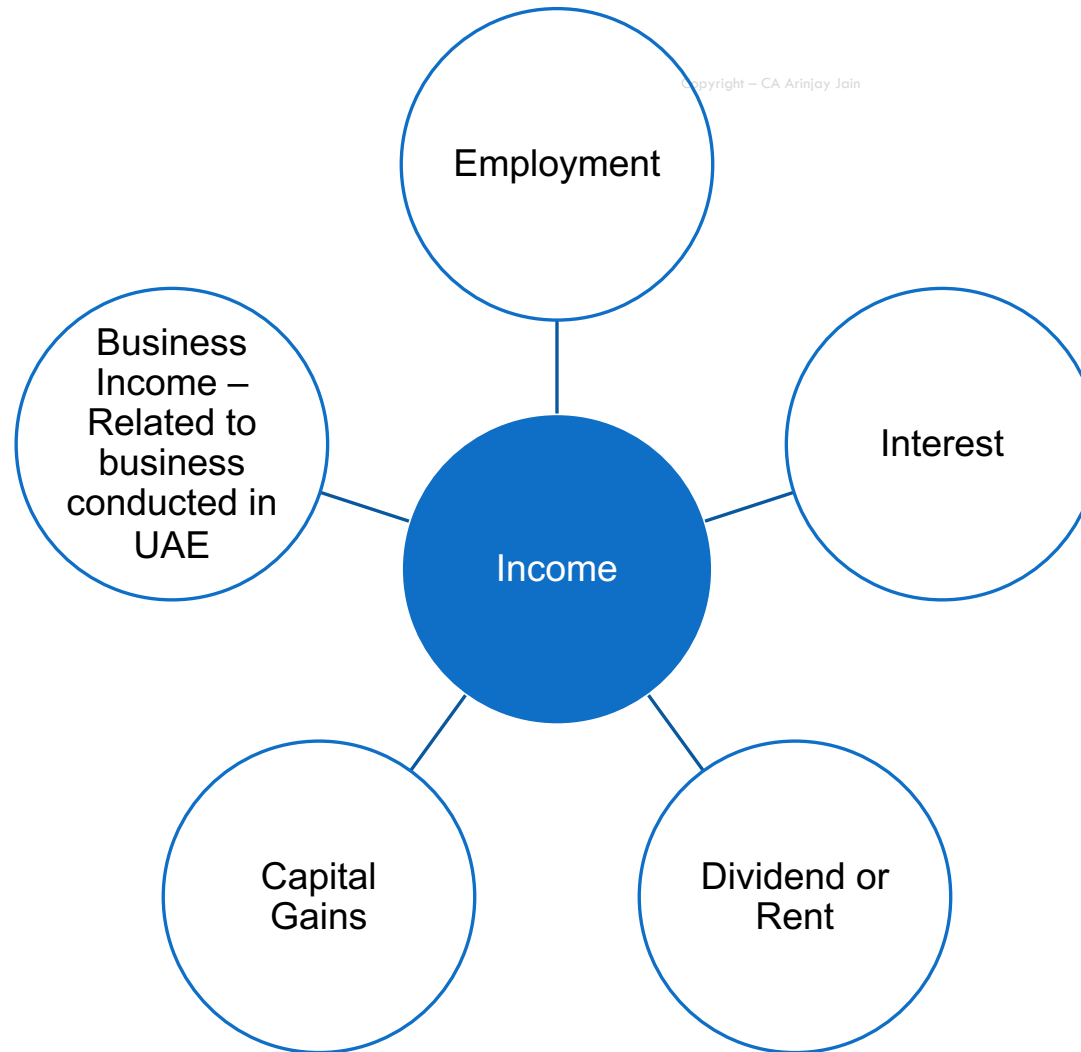 Copyright – CA Arinjay Jain
Employment
Business
Income –
Related to
business
conducted in
UAE
Interest
Income
Capital
Gains
Dividend or
Rent